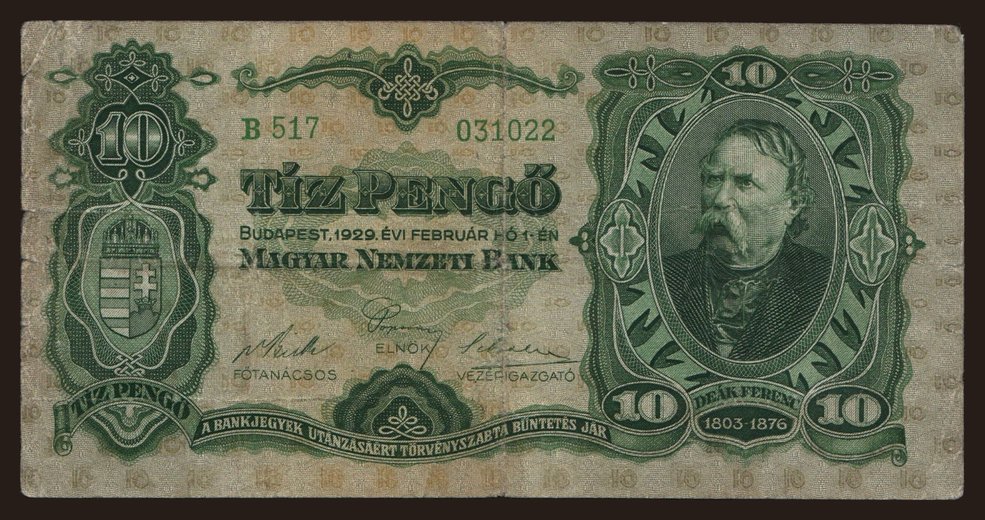 10
10
B 517 031022
TÍZ PENGŐ
BUDAPEST, 1929. ÉVI FEBRUÁR HÓ 1-ÉN
MAGYAR NEMZETI BANK
ELNÖK
FŐTANÁCSOS VEZÉRIGAZGATÓ
TÍZ PENGŐ
A BANKJEGYEK UTÁNZÁSÁÉRT TÖRVÉNYSZABTA BÜNTETÉS JÁR
10 DEÁK FERENC 10
1803-1876